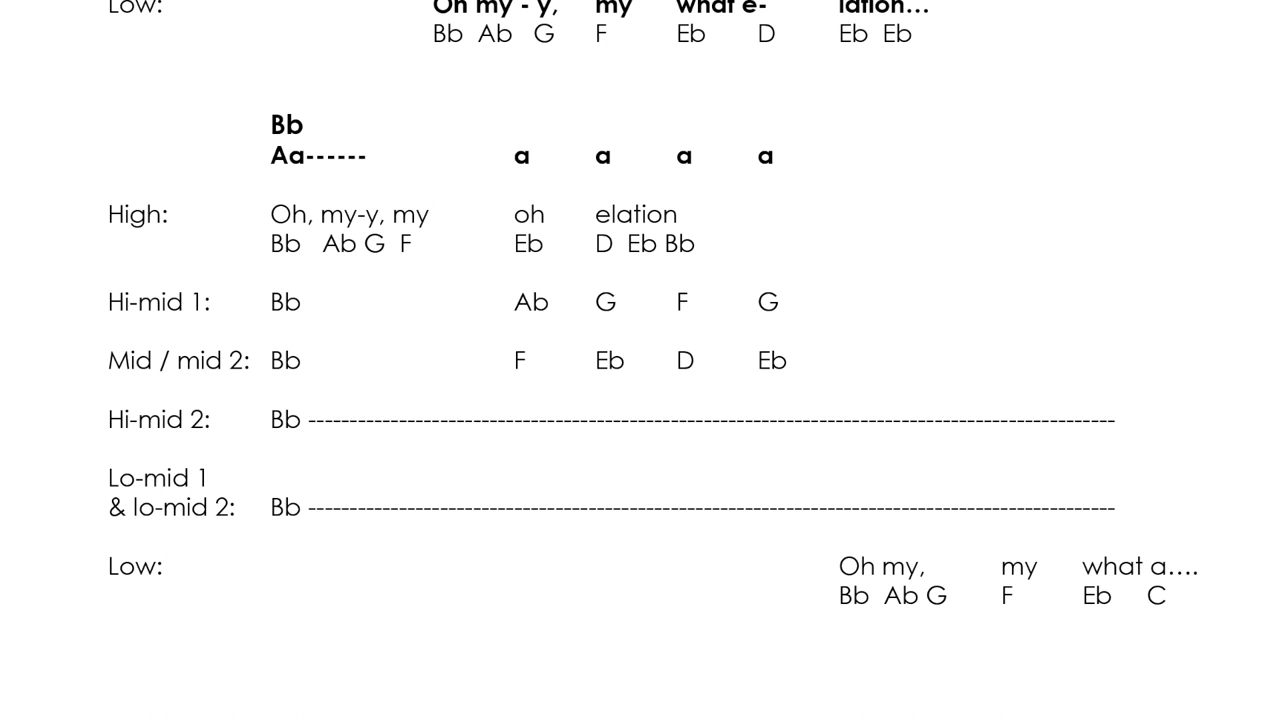 Low: Oh my - y, my what e- lation...
Bb Ab G F Eb D Eb Eb
Bb
Aa------ a a a a
High: Oh, my-y, my oh elation
Bb Ab G F Eb D Eb Bb
Hi-mid 1: Bb Ab G F G
Mid / mid 2: Bb F Eb D Eb
Hi-mid 2: Bb --------------------------------------------------------------------------------------------------
Lo-mid 1
& lo-mid 2: Bb --------------------------------------------------------------------------------------------------
Low: Oh my, my what a....
Bb Ab G F Eb C